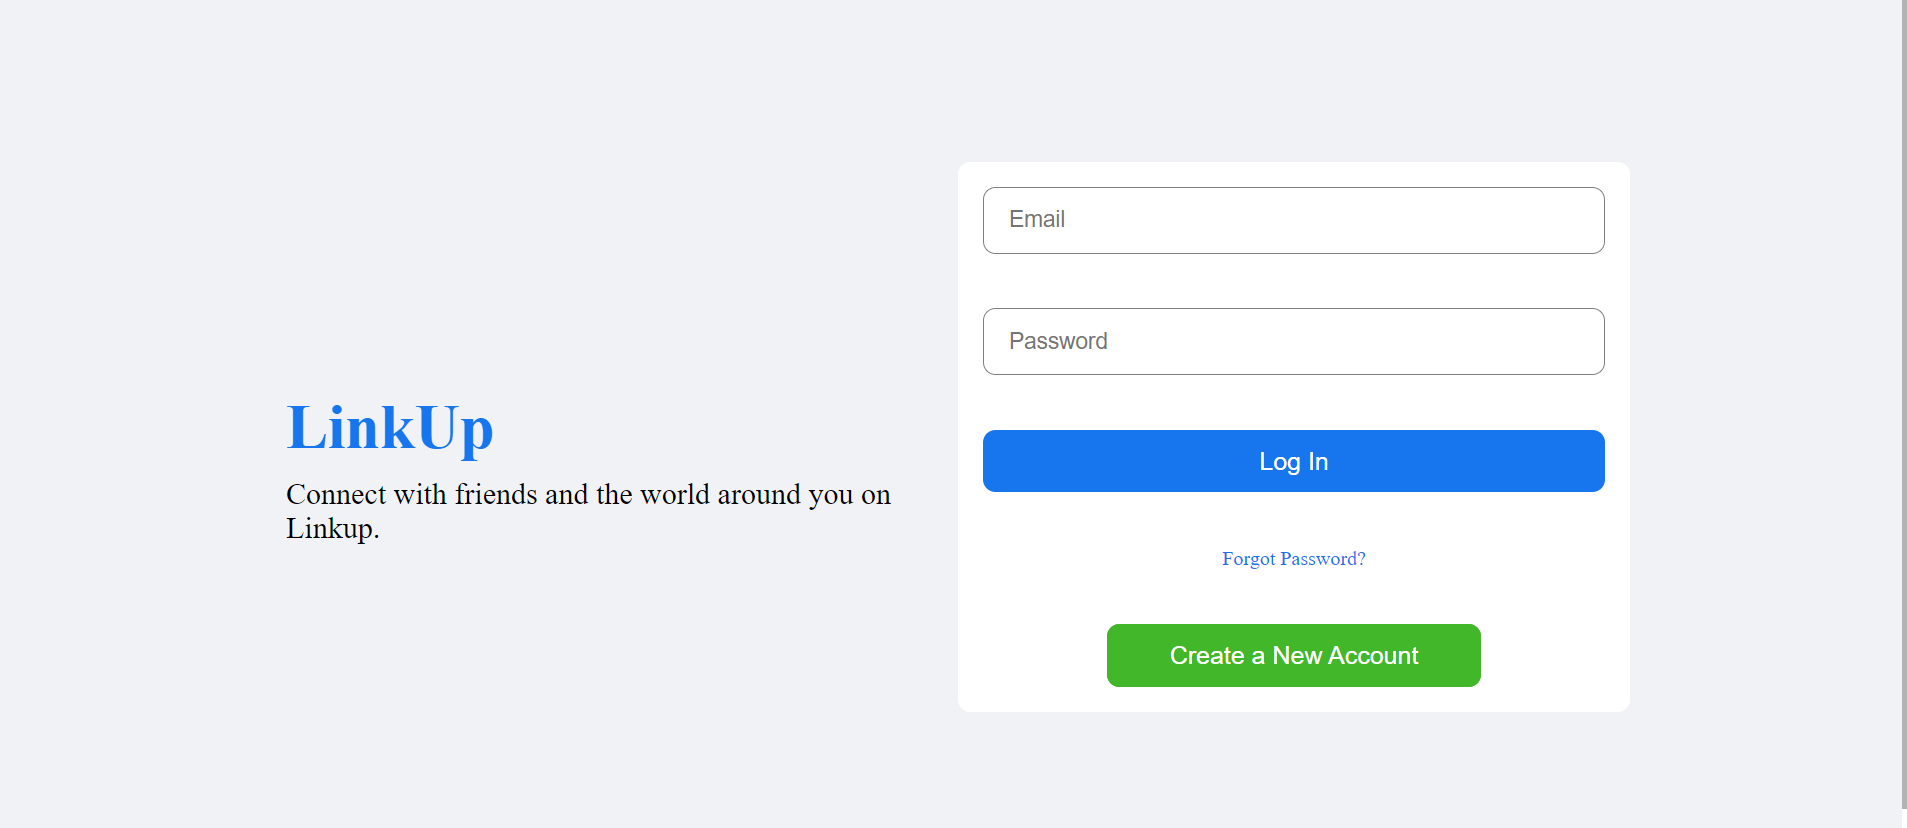 LinkUp
Connect with friends and the world around you on
Linkup.
Email
Password
Log In
Forgot Password?
Create a New Account